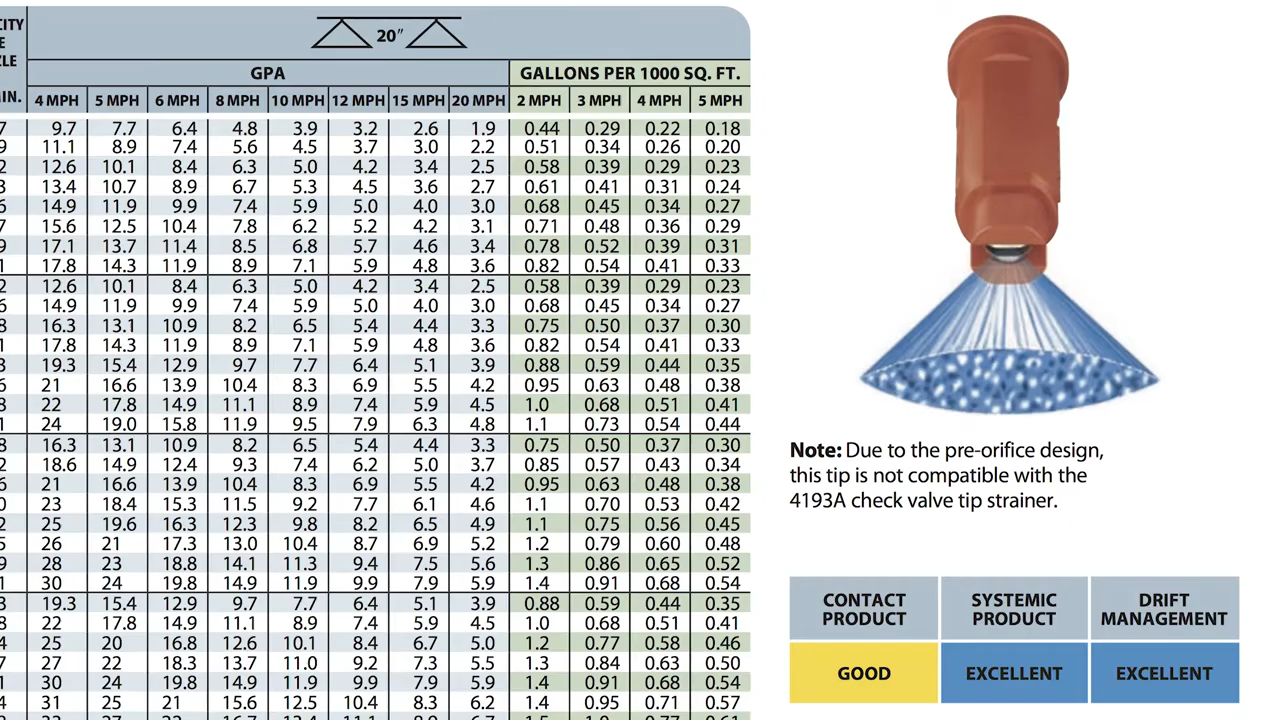 CITY
E
ZLE
MIN.
20"
GPA GALLONS PER 1000 SQ. FT.
4 MPH 5 MPH 6 MPH 8 MPH 10 MPH 12 MPH 15 MPH 20 MPH 2 MPH 3 MPH 4 MPH 5 MPH
7 9.7 7.7 6.4 4.8 3.9 3.2 2.6 1.9 0.44 0.29 0.22 0.18
9 11.1 8.9 7.4 5.6 4.5 3.7 3.0 2.2 0.51 0.34 0.26 0.20
2 12.6 10.1 8.4 6.3 5.0 4.2 3.4 2.5 0.58 0.39 0.29 0.23
3 13.4 10.7 8.9 6.7 5.3 4.5 3.6 2.7 0.61 0.41 0.31 0.24
6 14.9 11.9 9.9 7.4 5.9 5.0 4.0 3.0 0.68 0.45 0.34 0.27
7 15.6 12.5 10.4 7.8 6.2 5.2 4.2 3.1 0.71 0.48 0.36 0.29
9 17.1 13.7 11.4 8.5 6.8 5.7 4.6 3.4 0.78 0.52 0.39 0.31
1 17.8 14.3 11.9 8.9 7.1 5.9 4.8 3.6 0.82 0.54 0.41 0.33
2 12.6 10.1 8.4 6.3 5.0 4.2 3.4 2.5 0.58 0.39 0.29 0.23
6 14.9 11.9 9.9 7.4 5.9 5.0 4.0 3.0 0.68 0.45 0.34 0.27
8 16.3 13.1 10.9 8.2 6.5 5.4 4.4 3.3 0.75 0.50 0.37 0.30
1 17.8 14.3 11.9 8.9 7.1 5.9 4.8 3.6 0.82 0.54 0.41 0.33
3 19.3 15.4 12.9 9.7 7.7 6.4 5.1 3.9 0.88 0.59 0.44 0.35
6 21 16.6 13.9 10.4 8.3 6.9 5.5 4.2 0.95 0.63 0.48 0.38
8 22 17.8 14.9 11.1 8.9 7.4 5.9 4.5 1.0 0.68 0.51 0.41
1 24 19.0 15.8 11.9 9.5 7.9 6.3 4.8 1.1 0.73 0.54 0.44
8 16.3 13.1 10.9 8.2 6.5 5.4 4.4 3.3 0.75 0.50 0.37 0.30
2 18.6 14.9 12.4 9.3 7.4 6.2 5.0 3.7 0.85 0.57 0.43 0.34
6 21 16.6 13.9 10.4 8.3 6.9 5.5 4.2 0.95 0.63 0.48 0.38
0 23 18.4 15.3 11.5 9.2 7.7 6.1 4.6 1.1 0.70 0.53 0.42
2 25 19.6 16.3 12.3 9.8 8.2 6.5 4.9 1.1 0.75 0.56 0.45
5 26 21 17.3 13.0 10.4 8.7 6.9 5.2 1.2 0.79 0.60 0.48
9 28 23 18.8 14.1 11.3 9.4 7.5 5.6 1.3 0.86 0.65 0.52
1 30 24 19.8 14.9 11.9 9.9 7.9 5.9 1.4 0.91 0.68 0.54
3 19.3 15.4 12.9 9.7 7.7 6.4 5.1 3.9 0.88 0.59 0.44 0.35
8 22 17.8 14.9 11.1 8.9 7.4 5.9 4.5 1.0 0.68 0.51 0.41
4 25 20 16.8 12.6 10.1 8.4 6.7 5.0 1.2 0.77 0.58 0.46
7 27 22 18.3 13.7 11.0 9.2 7.3 5.5 1.3 0.84 0.63 0.50
1 30 24 19.8 14.9 11.9 9.9 7.9 5.9 1.4 0.91 0.68 0.54
4 31 25 21 15.6 12.5 10.4 8.3 6.2 1.4 0.95 0.71 0.57
Note: Due to the pre-orifice design,
this tip is not compatible with the
4193A check valve tip strainer.
CONTACT PRODUCT SYSTEMIC PRODUCT DRIFT MANAGEMENT
GOOD EXCELLENT EXCELLENT